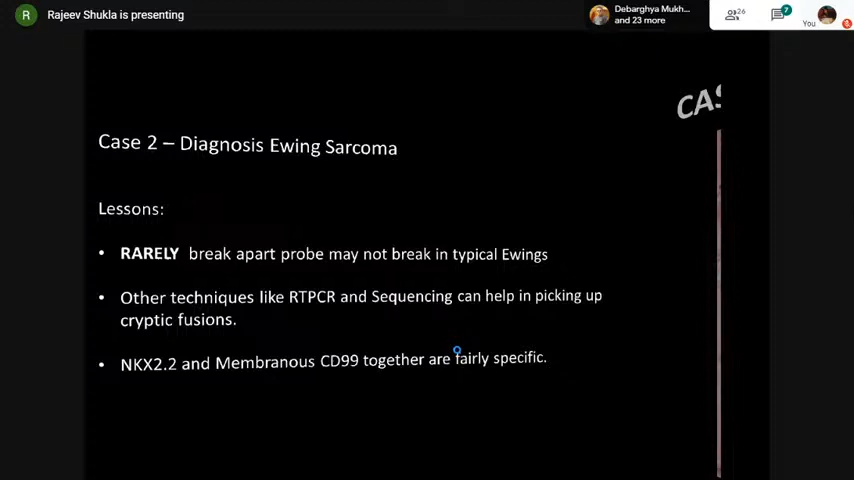 R
Rajeev Shukla is presenting
Debarghya Mukh...
and 23 more
26
7
You
CAS
Case 2 – Diagnosis Ewing Sarcoma
Lessons:
• RARELY break apart probe may not break in typical Ewings
• Other techniques like RTPCR and Sequencing can help in picking up
cryptic fusions.
• NKX2.2 and Membranous CD99 together are fairly specific.